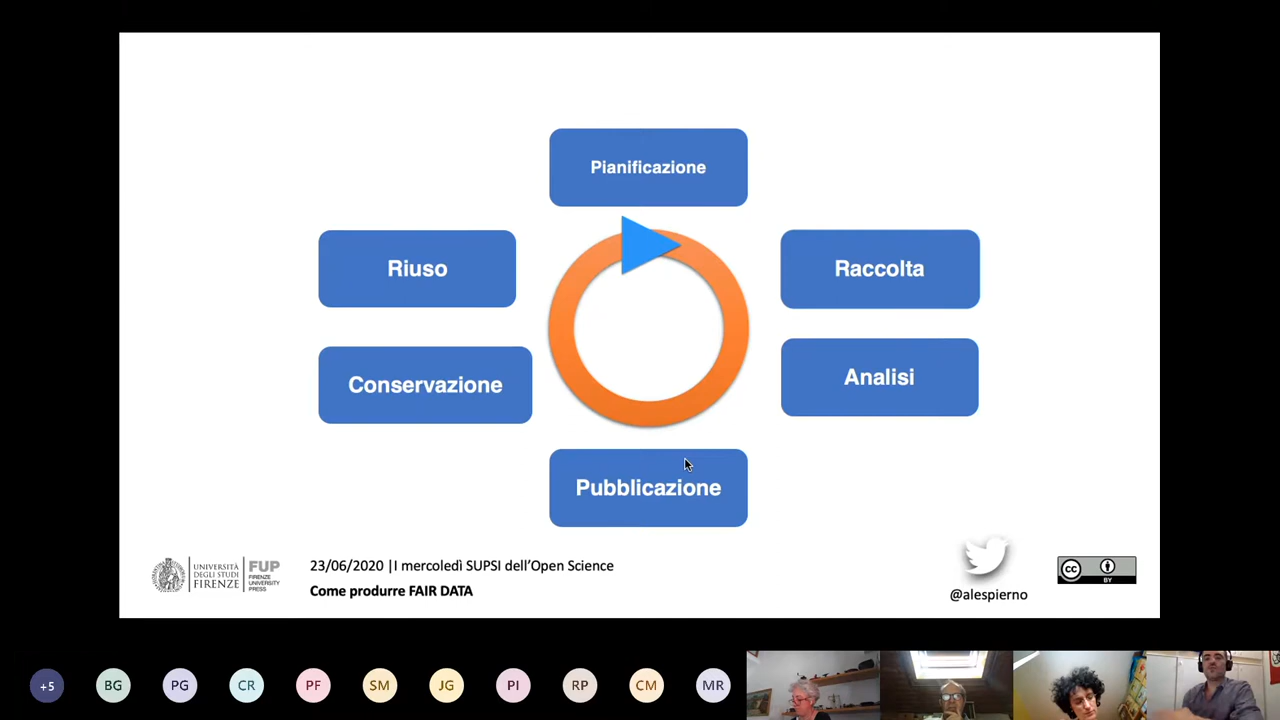 Pianificazione
Riuso
Raccolta
Conservazione
Analisi
Pubblicazione
UNIVERSITÀ
DEGLI STUDI
FIRENZE
FUP
FIRENZE
UNIVERSITY
PRESS
23/06/2020 |I mercoledì SUPSI dell'Open Science
Come produrre FAIR DATA
@alespierno
cc
BY
+5
BG
PG
CR
PF
SM
JG
PI
RP
CM
MR